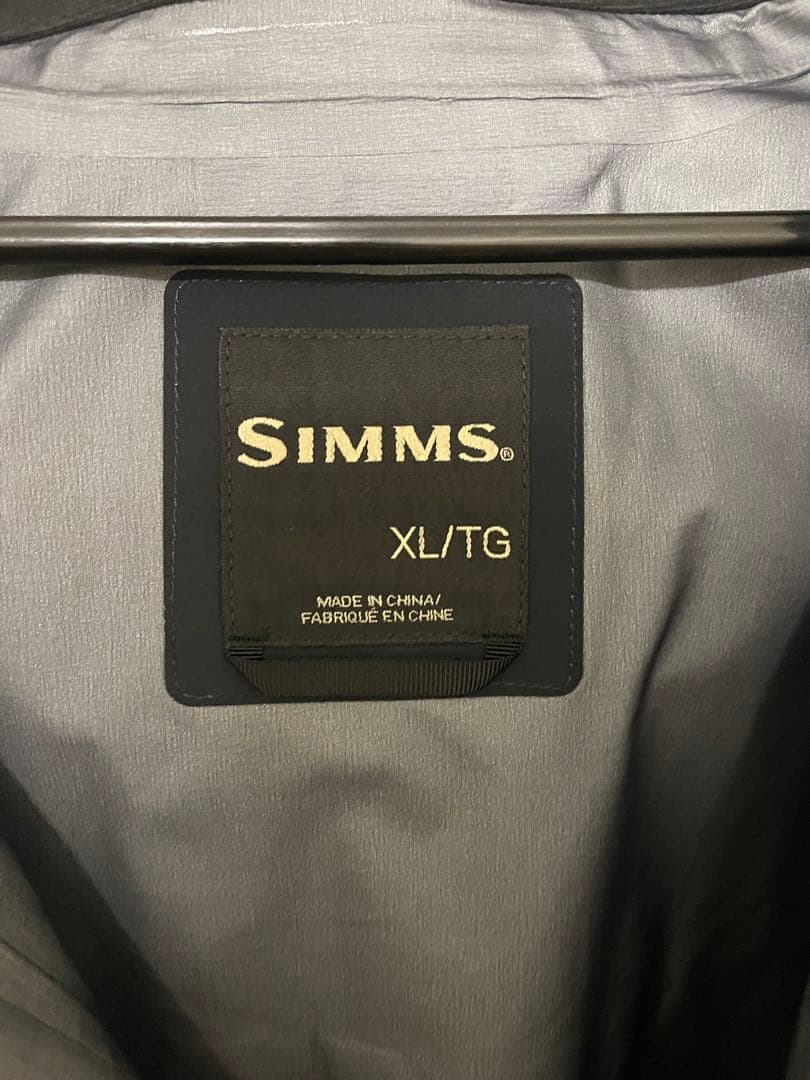 SIMMS®
XL/TG
MADE IN CHINA/
FABRIQUÉ EN CHINE